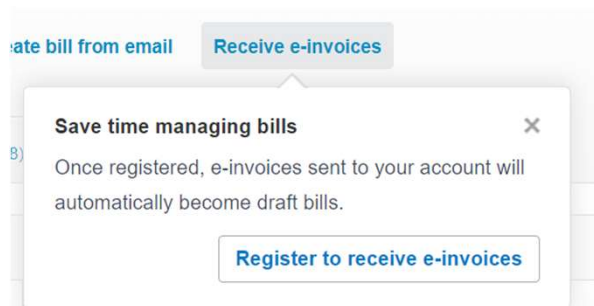 ate bill from email Receive e-invoices
Save time managing bills
8)
Once registered, e-invoices sent to your account will
automatically become draft bills.
Register to receive e-invoices